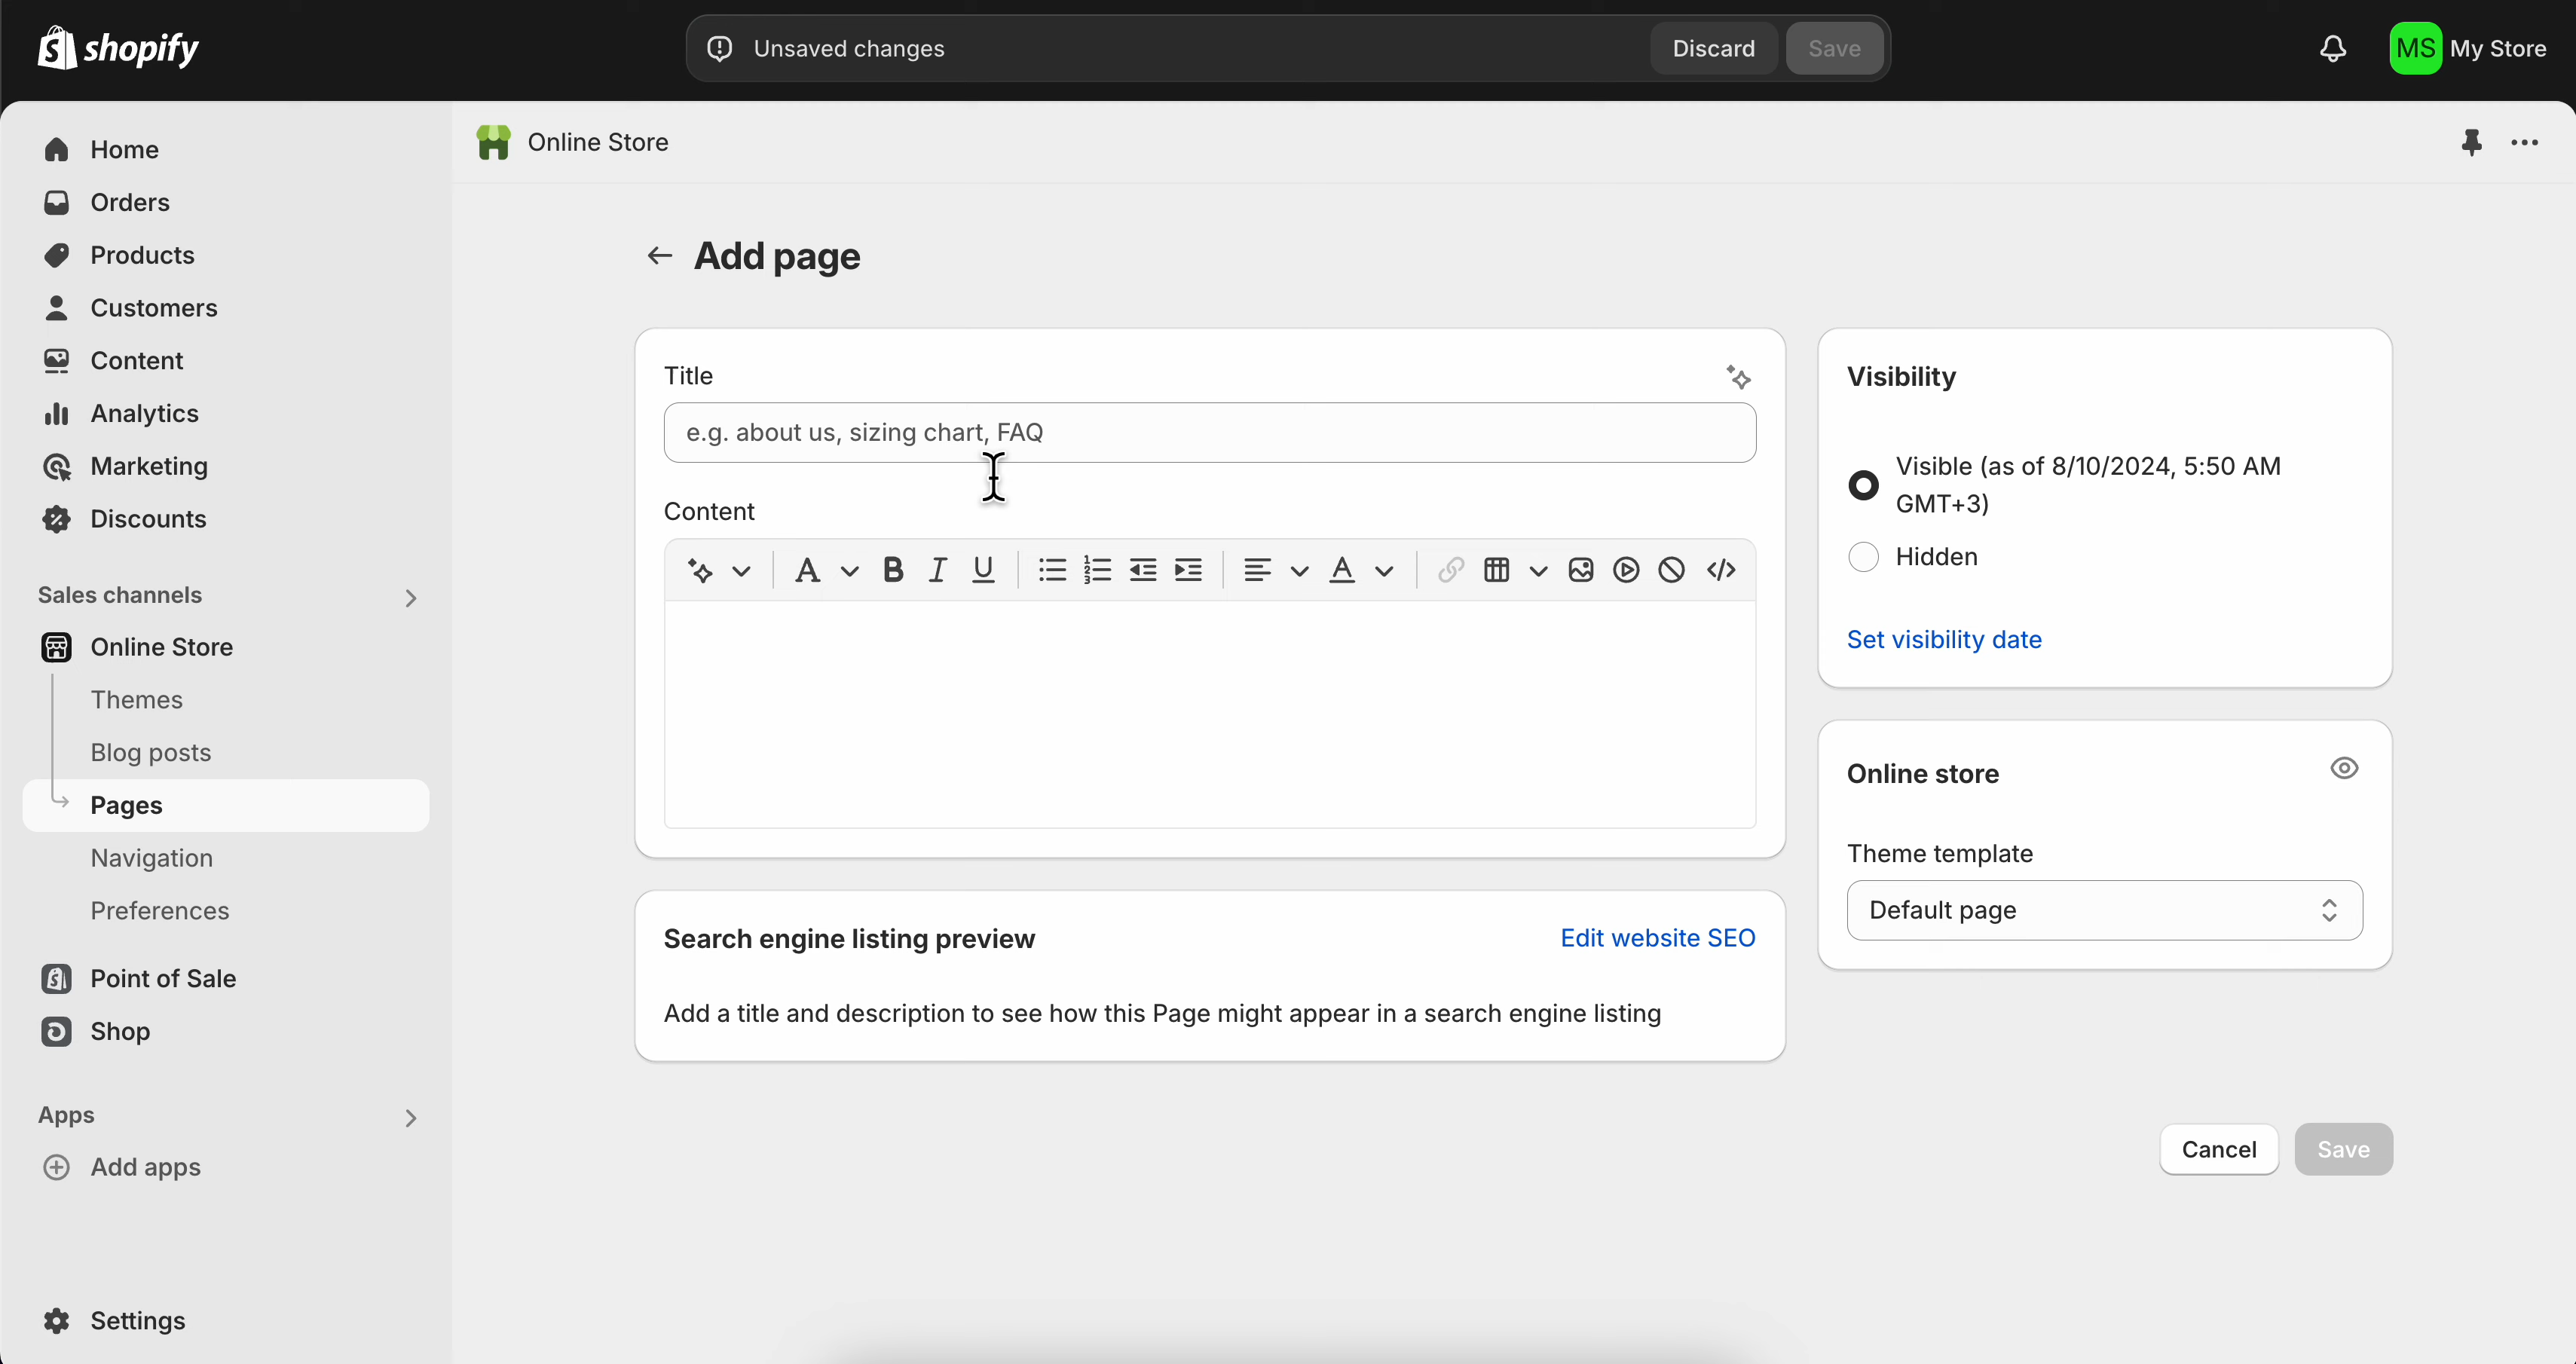 shopify
Unsaved changes
Discard
Save
MS
My Store
Home
Orders
Products
Customers
Content
Analytics
Marketing
Discounts
Sales channels
Online Store
Themes
Blog posts
Pages
Navigation
Preferences
Point of Sale
Shop
Apps
Add apps
Settings
Online Store
Add page
Title
e.g. about us, sizing chart, FAQ
Content
Search engine listing preview
Edit website SEO
Add a title and description to see how this Page might appear in a search engine listing
Visibility
Visible (as of 8/10/2024, 5:50 AM
GMT+3)
Hidden
Set visibility date
Online store
Theme template
Default page
Cancel
Save